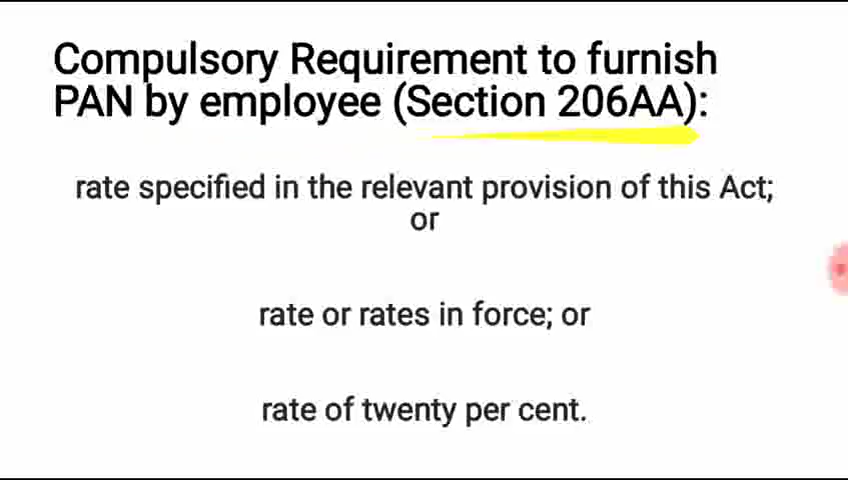 Compulsory Requirement to furnish
PAN by employee (Section 206AA):
rate specified in the relevant provision of this Act;
or
rate or rates in force; or
rate of twenty per cent.